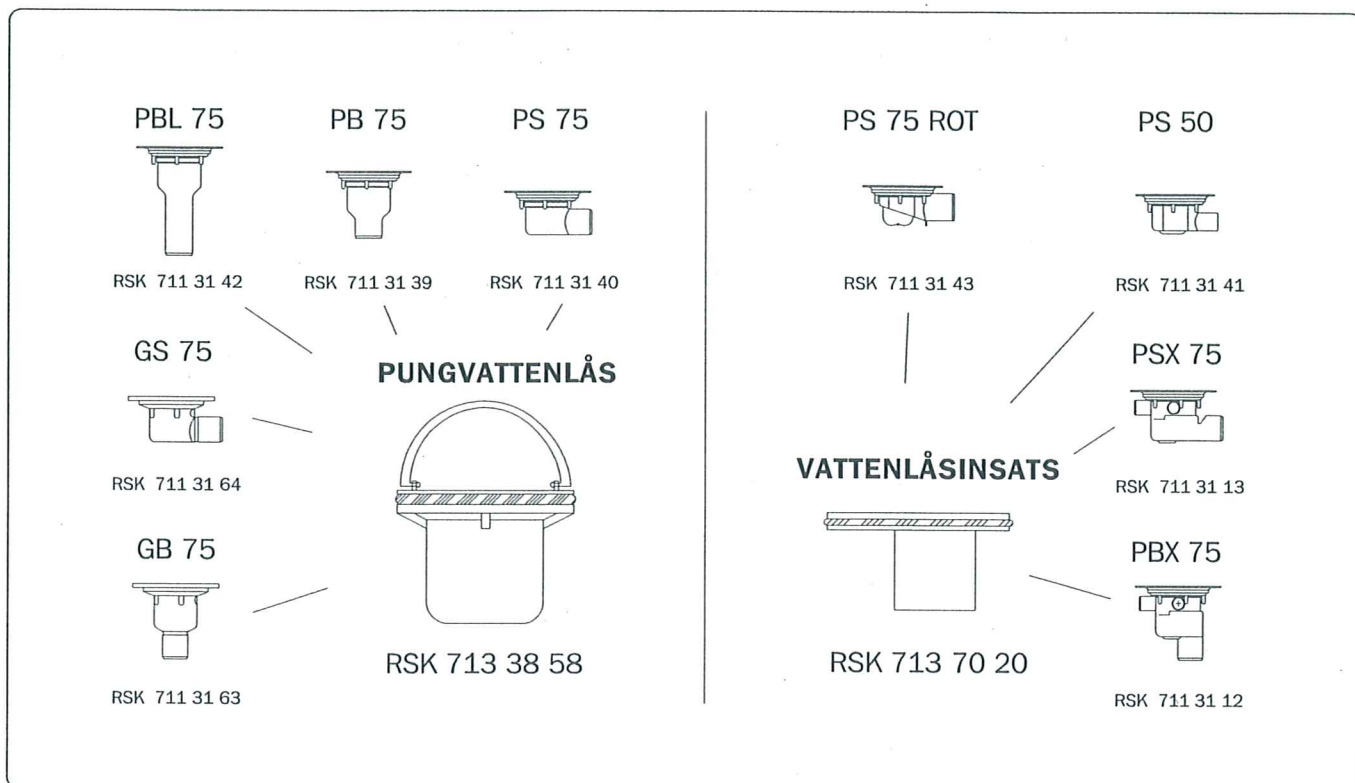 PBL 75
PB 75
PS 75
RSK 711 31 42
RSK 711 31 39
RSK 711 31 40
GS 75
RSK 711 31 64
GB 75
RSK 711 31 63
PUNGVATTENLÅS
RSK 713 38 58
PS 75 ROT
PS 50
RSK 711 31 43
RSK 711 31 41
PSX 75
RSK 711 31 13
VATTENLÅSINSATS
RSK 713 70 20
PBX 75
RSK 711 31 12